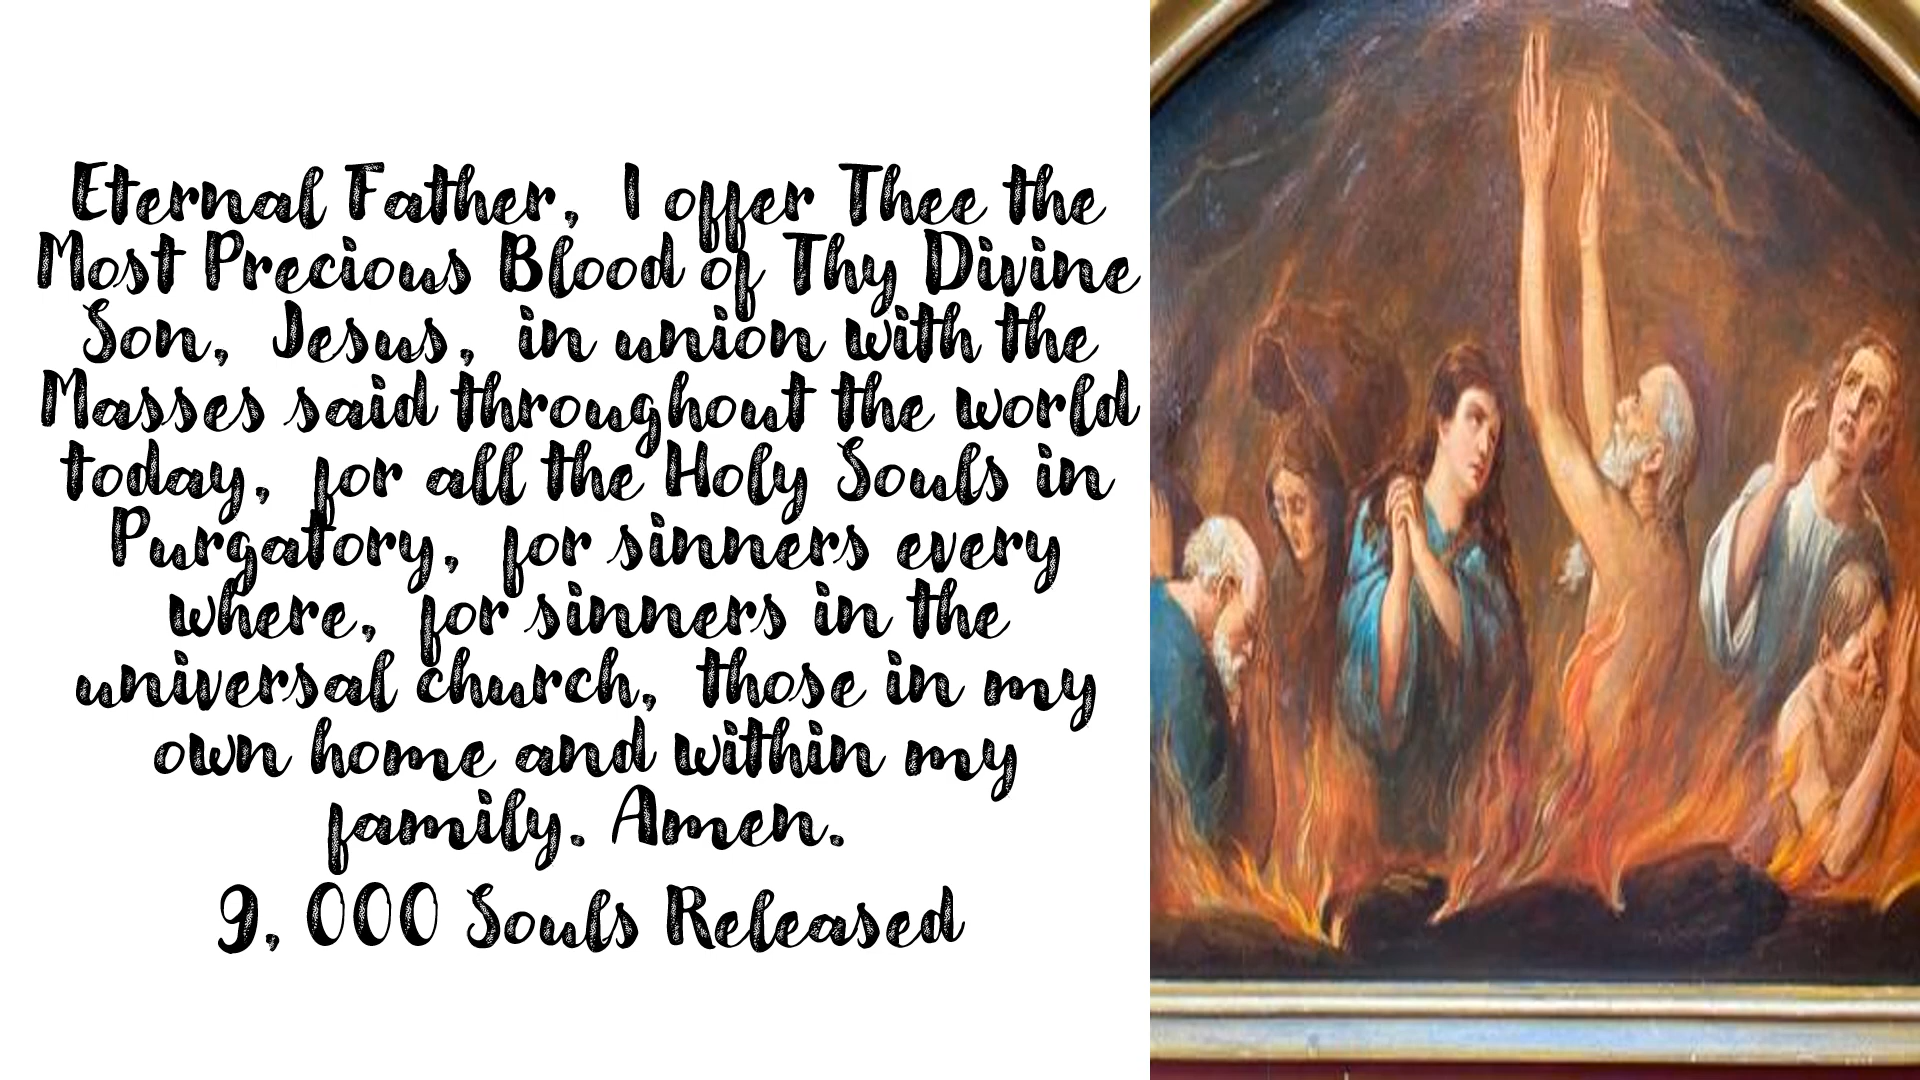 Eternal Father, I offer Thee the
Most Precious Blood of Thy Divine
Son, Jesus, in union with the
Masses said throughout the world
today, for all the Holy Souls in
Purgatory, for sinners every
where, for sinners in the
universal church, those in my
own home and within my
family. Amen.
9, 000 Souls Released